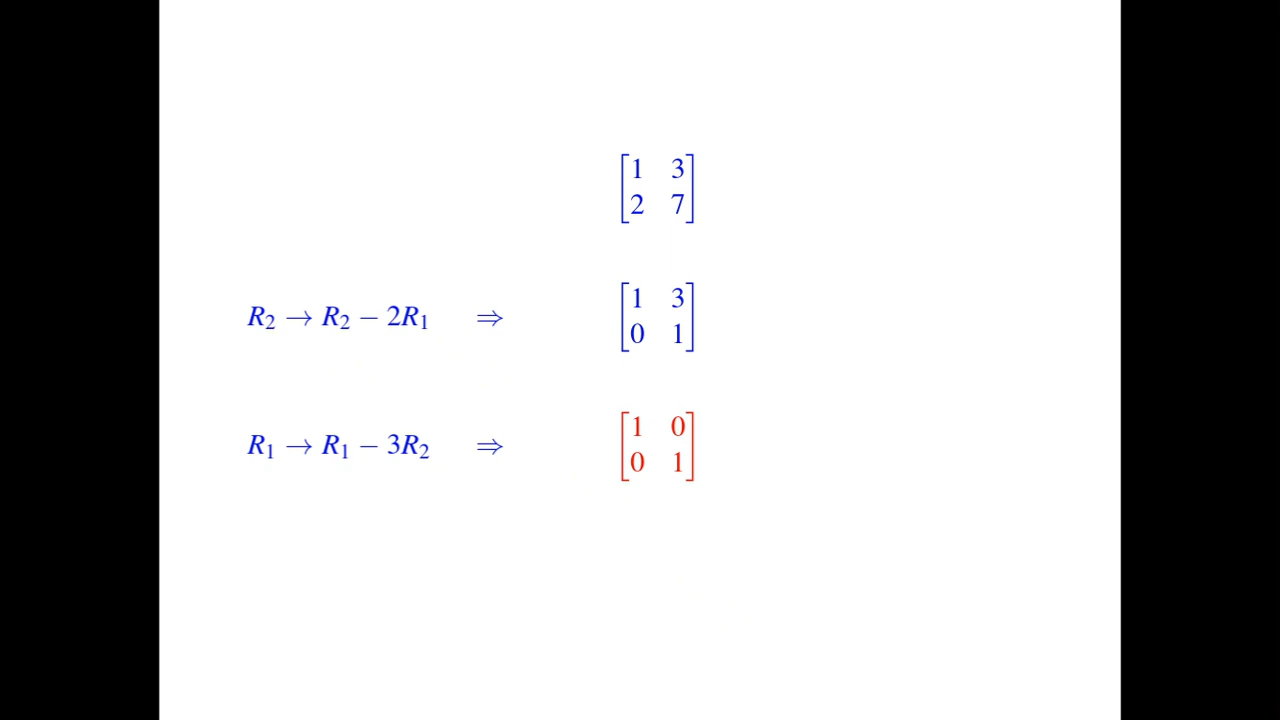 [1 3
2 7]
R₂ → R₂ − 2R₁ ⇒ [1 3
0 1]
R₁ → R₁ − 3R₂ ⇒ [1 0
0 1]